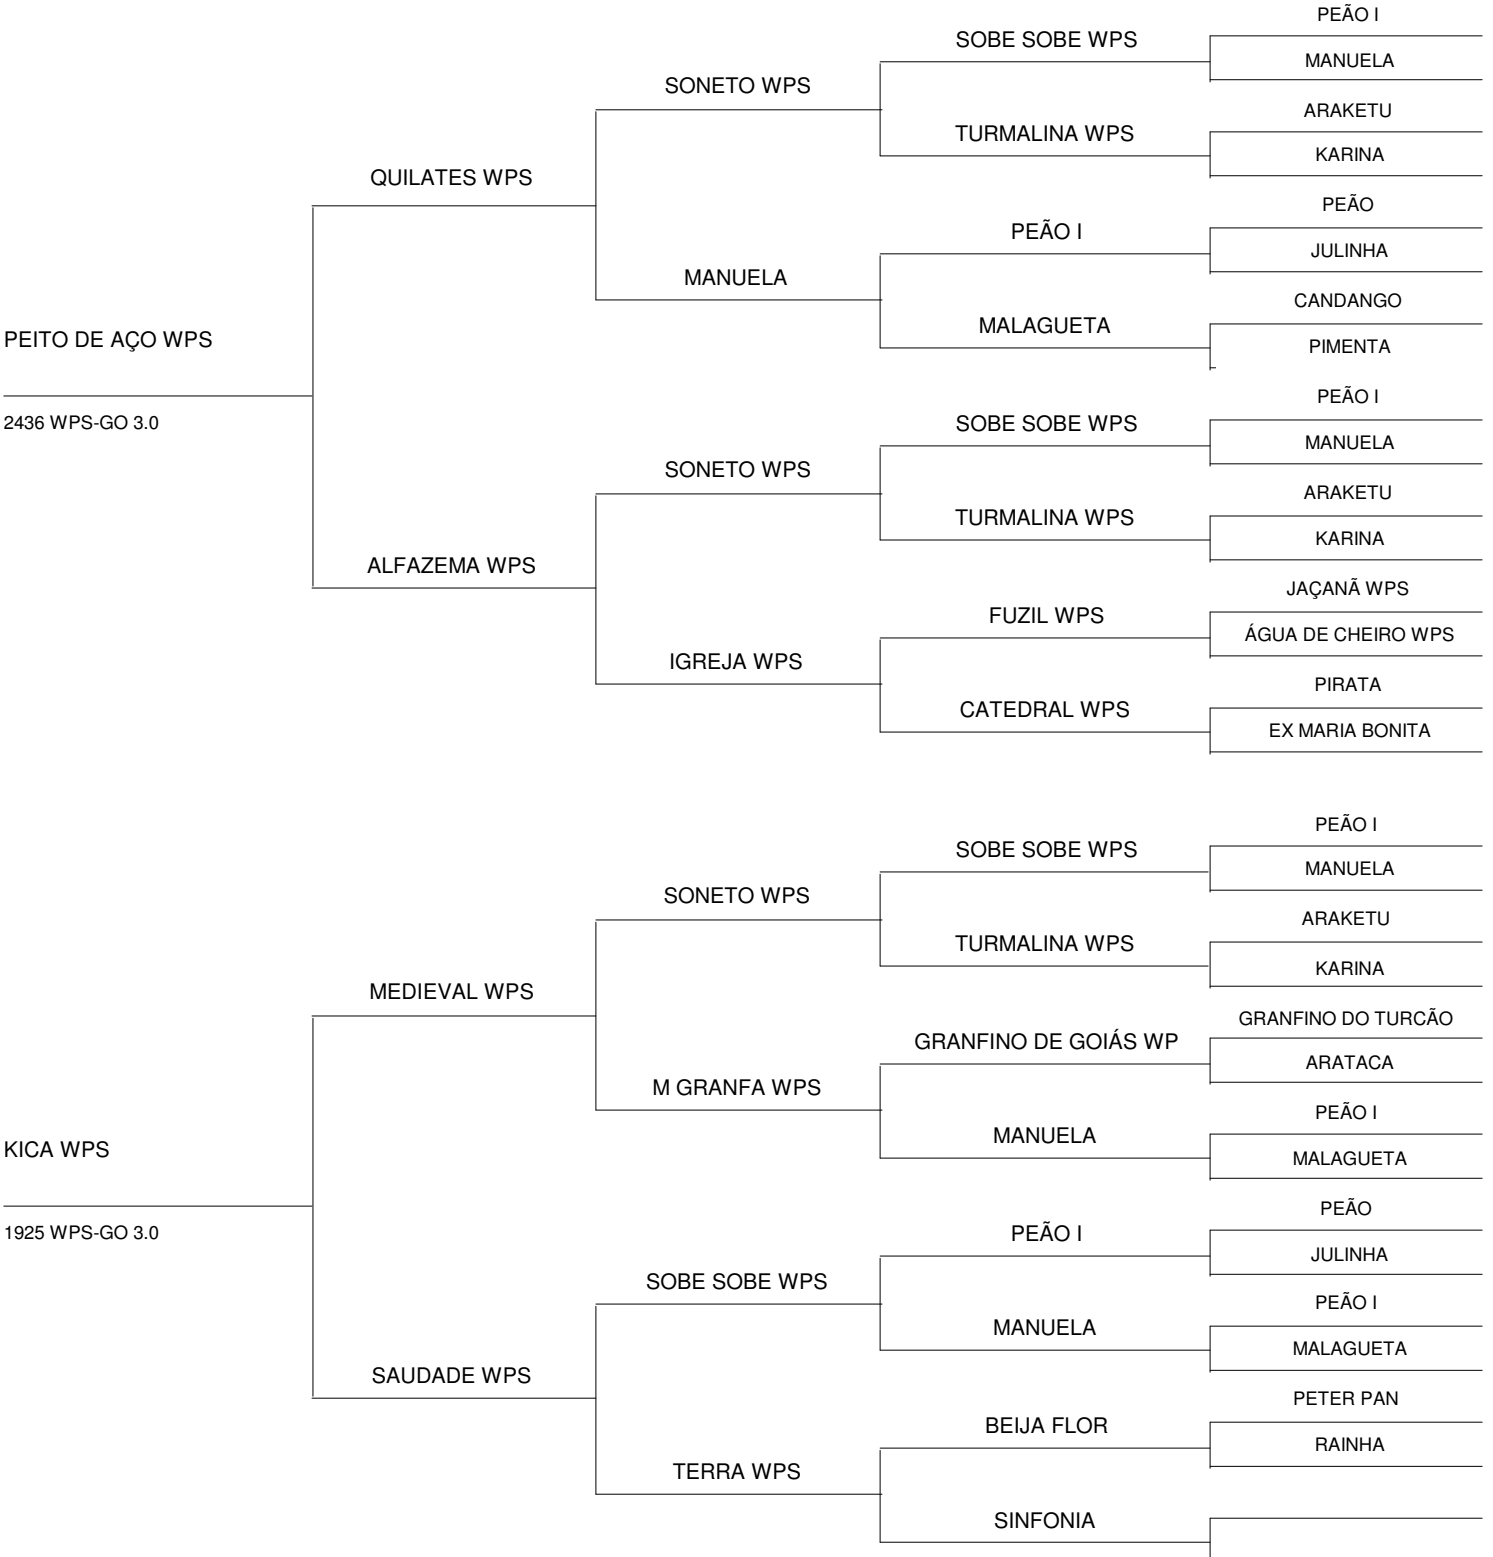 PEÃO I
SOBE SOBE WPS
MANUELA
SONETO WPS
ARAKETU
TURMALINA WPS
KARINA
QUILATES WPS
PEÃO
PEÃO I
JULINHA
MANUELA
CANDANGO
MALAGUETA
PIMENTA
PEITO DE AÇO WPS
2436 WPS-GO 3.0
PEÃO I
SOBE SOBE WPS
MANUELA
SONETO WPS
ARAKETU
TURMALINA WPS
KARINA
ALFAZEMA WPS
JAÇANÃ WPS
FUZIL WPS
ÁGUA DE CHEIRO WPS
IGREJA WPS
PIRATA
CATEDRAL WPS
EX MARIA BONITA
PEÃO I
SOBE SOBE WPS
MANUELA
SONETO WPS
ARAKETU
TURMALINA WPS
KARINA
MEDIEVAL WPS
GRANFINO DO TURCÃO
GRANFINO DE GOIÁS WP
ARATACA
M GRANFA WPS
PEÃO I
MANUELA
MALAGUETA
KICA WPS
1925 WPS-GO 3.0
PEÃO
PEÃO I
JULINHA
SOBE SOBE WPS
PEÃO I
MANUELA
MALAGUETA
SAUDADE WPS
PETER PAN
BEIJA FLOR
RAINHA
TERRA WPS
SINFONIA